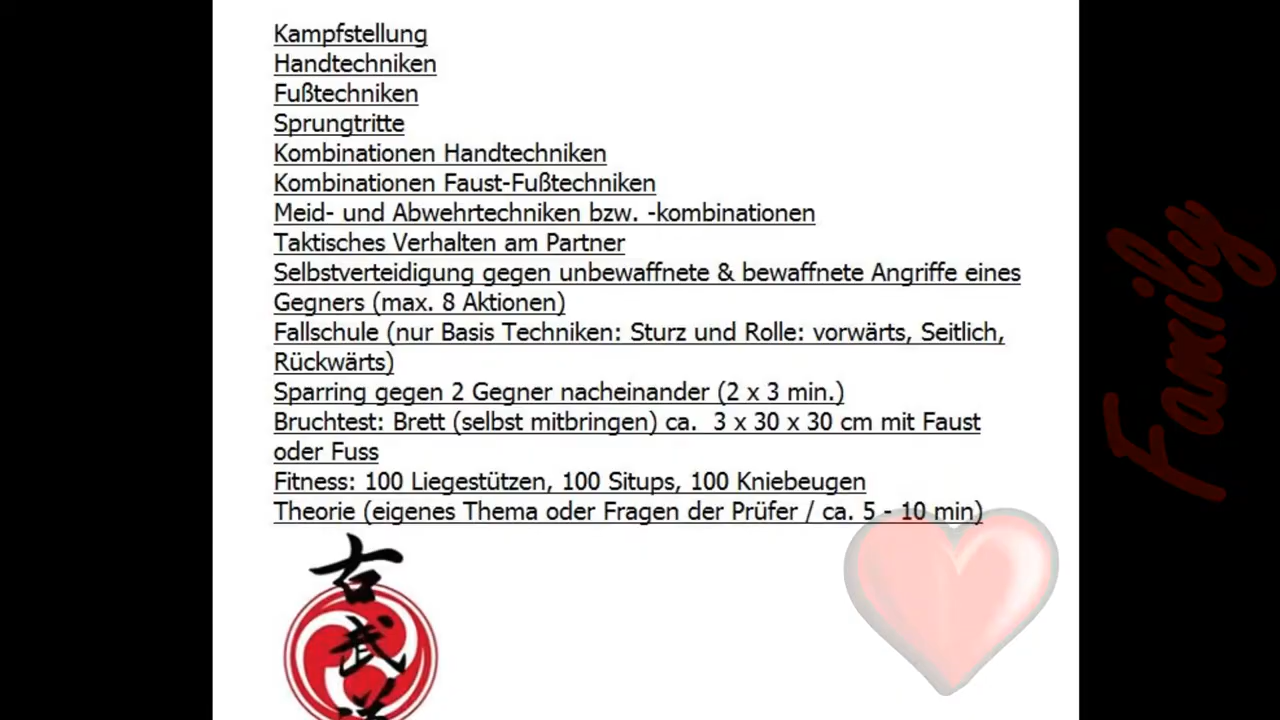 Kampfstellung
Handtechniken
Fußtechniken
Sprungtritte
Kombinationen Handtechniken
Kombinationen Faust-Fußtechniken
Meid- und Abwehrtechniken bzw. -kombinationen
Taktisches Verhalten am Partner
Selbstverteidigung gegen unbewaffnete & bewaffnete Angriffe eines
Gegners (max. 8 Aktionen)
Fallschule (nur Basis Techniken: Sturz und Rolle: vorwärts, Seitlich,
Rückwärts)
Sparring gegen 2 Gegner nacheinander (2 x 3 min.)
Bruchtest: Brett (selbst mitbringen) ca.  3 x 30 x 30 cm mit Faust
oder Fuss
Fitness: 100 Liegestützen, 100 Situps, 100 Kniebeugen
Theorie (eigenes Thema oder Fragen der Prüfer / ca. 5 - 10 min)
古
武
Family